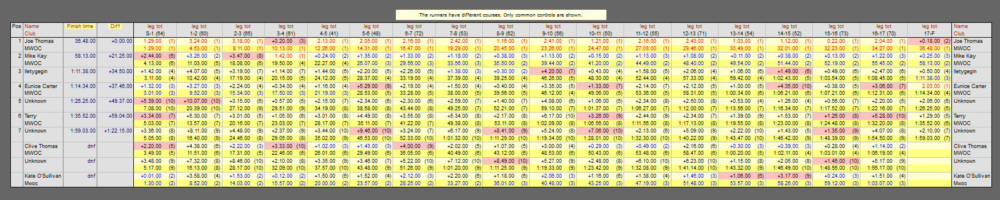 The runners have different courses. Only common controls are shown.
Pos Name Finish time Diff leg tot leg tot leg tot leg tot leg tot leg tot leg tot leg tot leg tot leg tot leg tot leg tot leg tot leg tot leg tot leg tot leg tot leg tot Name
Club S-1 (64) 1-2 (60) 2-3 (65) 3-4 (61) 4-5 (41) 5-6 (48) 6-7 (72) 7-8 (53) 8-9 (62) 9-10 (56) 10-11 (50) 11-12 (55) 12-13 (71) 13-14 (54) 14-15 (52) 15-16 (73) 16-17 (70) 17-F Club
1 Joe Thomas 36.48.00 +0.00.00 1.29.00 (1) 3.24.00 (1) 3.18.00 (1) +0.20.00 (3) 2.13.00 (1) 2.05.00 (1) 2.16.00 (1) 2.42.00 (1) 1.16.00 (1) 2.41.00 (1) 1.21.00 (1) 2.16.00 (1) 2.43.00 (1) 1.03.00 (1) 1.12.00 (1) 0.22.00 (1) 2.04.00 (1) +0.18.00 (2) Joe Thomas
MWOC 1.29.00 (1) 4.53.00 (1) 8.11.00 (1) 10.13.00 (1) 12.26.00 (1) 14.31.00 (1) 16.47.00 (1) 19.29.00 (1) 20.45.00 (1) 23.26.00 (1) 24.47.00 (1) 27.03.00 (1) 29.46.00 (1) 30.49.00 (1) 32.01.00 (1) 32.23.00 (1) 34.27.00 (1) 36.48.00 (1) MWOC
2 Mike Kay 58.13.00 +21.25.00 +2.44.00 (6) +3.26.00 (2) +3.47.00 (8) 1.42.00 (1) +0.24.00 (2) +1.35.00 (2) +1.33.00 (2) +1.18.00 (2) +0.38.00 (3) +1.13.00 (2) +0.15.00 (2) +1.13.00 (3) +1.08.00 (2) +0.11.00 (2) +0.38.00 (2) +0.13.00 (2) +1.22.00 (3) +0.25.00 (3) Mike Kay
MWOC 4.13.00 (6) 11.03.00 (5) 18.08.00 (6) 19.50.00 (4) 22.27.00 (4) 26.07.00 (3) 29.56.00 (3) 33.56.00 (3) 35.50.00 (2) 39.44.00 (2) 41.20.00 (2) 44.49.00 (2) 48.40.00 (2) 49.54.00 (2) 51.44.00 (2) 52.19.00 (2) 55.45.00 (2) 58.13.00 (2) MWOC
3 lletygegin 1:11.38.00 +34.50.00 +1.42.00 (4) +4.07.00 (5) +3.19.00 (7) +1.14.00 (7) +1.44.00 (5) +2.20.00 (5) +2.26.00 (5) +1.38.00 (3) +0.30.00 (2) +4.20.00 (7) +0.43.00 (4) +1.58.00 (5) +2.06.00 (4) +1.06.00 (6) +1.49.00 (6) +0.49.00 (6) +2.47.00 (6) +0.50.00 (4) lletygegin
3.11.00 (4) 10.42.00 (4) 17.19.00 (4) 20.15.00 (5) 24.12.00 (5) 28.37.00 (4) 33.19.00 (4) 37.39.00 (4) 39.25.00 (4) 46.26.00 (5) 48.30.00 (4) 52.44.00 (4) 57.33.00 (4) 59.42.00 (4) 1:02.43.00 (5) 1:03.54.00 (5) 1:08.45.00 (5) 1:11.38.00 (3)
4 Eunice Carter 1:14.34.00 +37.46.00 +1.32.00 (3) +3.27.00 (3) +2.24.00 (4) +0.34.00 (4) +1.16.00 (4) +5.29.00 (9) +2.19.00 (4) +1.50.00 (4) +0.40.00 (4) +3.35.00 (5) +1.33.00 (7) +2.14.00 (7) +2.12.00 (5) +1.00.00 (5) +4.35.00 (10) +0.38.00 (5) +3.06.00 (7) 2.03.00 (1) Eunice Carter
MWOC 3.01.00 (3) 9.52.00 (3) 15.34.00 (3) 17.50.00 (3) 21.19.00 (3) 28.53.00 (5) 33.28.00 (5) 38.00.00 (5) 39.56.00 (5) 46.12.00 (4) 49.06.00 (5) 53.36.00 (5) 58.31.00 (5) 1:00.34.00 (6) 1:06.21.00 (6) 1:07.21.00 (6) 1:12.31.00 (6) 1:14.34.00 (4) MWOC
5 Unknown 1:26.25.00 +49.37.00 +5.39.00 (10) +10.07.00 (10) +3.15.00 (6) +0.57.00 (5) +2.15.00 (7) +2.34.00 (6) +2.30.00 (6) +2.59.00 (7) +1.40.00 (7) +4.08.00 (6) +1.06.00 (5) +2.34.00 (8) +2.50.00 (8) +0.53.00 (4) +1.26.00 (4) +0.56.00 (7) +2.20.00 (5) +2.06.00 (6) Unknown
7.08.00 (10) 20.39.00 (10) 27.12.00 (9) 29.51.00 (9) 34.19.00 (8) 38.58.00 (8) 43.44.00 (8) 49.25.00 (7) 52.21.00 (7) 59.10.00 (7) 1:01.37.00 (7) 1:06.27.00 (7) 1:12.00.00 (7) 1:13.56.00 (7) 1:16.34.00 (7) 1:17.52.00 (7) 1:22.16.00 (7) 1:26.25.00 (5)
6 Terry 1:35.52.00 +59.04.00 +3.34.00 (7) +5.30.00 (7) +3.01.00 (5) +1.05.00 (6) +3.01.00 (8) +4.49.00 (8) +3.55.00 (8) +5.34.00 (8) +2.17.00 (8) +6.17.00 (10) +3.26.00 (9) +2.44.00 (9) +2.34.00 (7) +1.39.00 (9) +1.53.00 (7) +1.26.00 (8) +5.28.00 (10) +1.29.00 (5) Terry
MWOC 5.03.00 (7) 13.57.00 (7) 20.16.00 (7) 23.03.00 (7) 28.17.00 (7) 35.11.00 (7) 41.22.00 (7) 49.38.00 (8) 53.11.00 (8) 1:02.09.00 (8) 1:06.56.00 (8) 1:11.56.00 (8) 1:17.13.00 (8) 1:19.55.00 (8) 1:23.00.00 (8) 1:24.48.00 (8) 1:32.20.00 (8) 1:35.52.00 (6) MWOC
7 Unknown 1:59.03.00 +1:22.15.00 +3.36.00 (8) +8.11.00 (9) +4.48.00 (9) +2.37.00 (9) +3.44.00 (10) +9.46.00 (10) +3.24.00 (7) +6.17.00 (9) +8.41.00 (9) +5.24.00 (8) +7.06.00 (10) +2.13.00 (6) +5.09.00 (9) +2.22.00 (10) +2.14.00 (9) +1.35.00 (9) +4.07.00 (8) +2.10.00 (7) Unknown
5.05.00 (8) 16.40.00 (9) 24.46.00 (8) 29.05.00 (8) 35.02.00 (9) 46.53.00 (10) 52.33.00 (10) 1:01.32.00 (10) 1:11.29.00 (10) 1:19.34.00 (10) 1:28.01.00 (10) 1:32.30.00 (10) 1:40.22.00 (9) 1:43.47.00 (10) 1:46.42.00 (9) 1:48.39.00 (9) 1:54.50.00 (9) 1:59.03.00 (7)
Clive Thomas dnf +2.20.00 (5) +4.38.00 (6) +2.22.00 (3) +3.33.00 (10) +1.02.00 (3) +1.43.00 (3) +4.00.00 (9) +2.02.00 (5) +1.07.00 (5) +3.00.00 (4) +0.29.00 (3) +0.49.00 (2) +2.16.00 (6) +0.30.00 (3) +0.39.00 (3) +0.28.00 (4) +1.14.00 (2) Clive Thomas
MWOC 3.49.00 (5) 11.51.00 (6) 17.31.00 (5) 22.46.00 (6) 26.01.00 (6) 29.49.00 (6) 36.05.00 (6) 40.49.00 (6) 43.12.00 (6) 48.53.00 (6) 50.43.00 (6) 53.48.00 (6) 58.47.00 (6) 1:00.20.00 (5) 1:02.11.00 (4) 1:03.01.00 (4) 1:06.19.00 (4) MWOC
Unknown dnf +3.48.00 (9) +7.32.00 (8) +8.46.00 (10) +2.10.00 (8) +3.35.00 (9) +3.46.00 (7) +5.22.00 (10) +7.12.00 (10) +8.49.00 (10) +5.27.00 (9) +2.48.00 (8) +6.10.00 (10) +6.23.00 (10) +1.15.00 (8) +2.05.00 (8) +1.45.00 (10) +5.17.00 (9) Unknown
5.17.00 (9) 16.13.00 (8) 28.17.00 (10) 32.09.00 (10) 37.57.00 (10) 43.48.00 (9) 51.26.00 (9) 1:01.20.00 (9) 1:11.25.00 (9) 1:19.33.00 (9) 1:23.42.00 (9) 1:32.08.00 (9) 1:41.14.00 (10) 1:43.32.00 (9) 1:46.49.00 (10) 1:48.56.00 (10) 1:56.17.00 (10)
Kate O'Sullivan dnf +0.01.00 (2) +3.58.00 (4) +1.53.00 (2) +0.12.00 (2) +1.50.00 (6) +1.52.00 (4) +2.12.00 (3) +2.20.00 (6) +1.18.00 (6) +2.06.00 (3) +1.16.00 (6) +1.38.00 (4) +1.46.00 (3) +1.06.00 (6) +3.17.00 (9) +0.24.00 (3) +1.51.00 (4) Kate O'Sullivan
Mwoc 1.30.00 (2) 8.52.00 (2) 14.03.00 (2) 15.57.00 (2) 20.00.00 (2) 23.57.00 (2) 28.25.00 (2) 33.27.00 (2) 36.01.00 (3) 40.48.00 (3) 43.25.00 (3) 47.19.00 (3) 51.48.00 (3) 53.57.00 (3) 58.26.00 (3) 59.12.00 (3) 1:03.07.00 (3) Mwoc